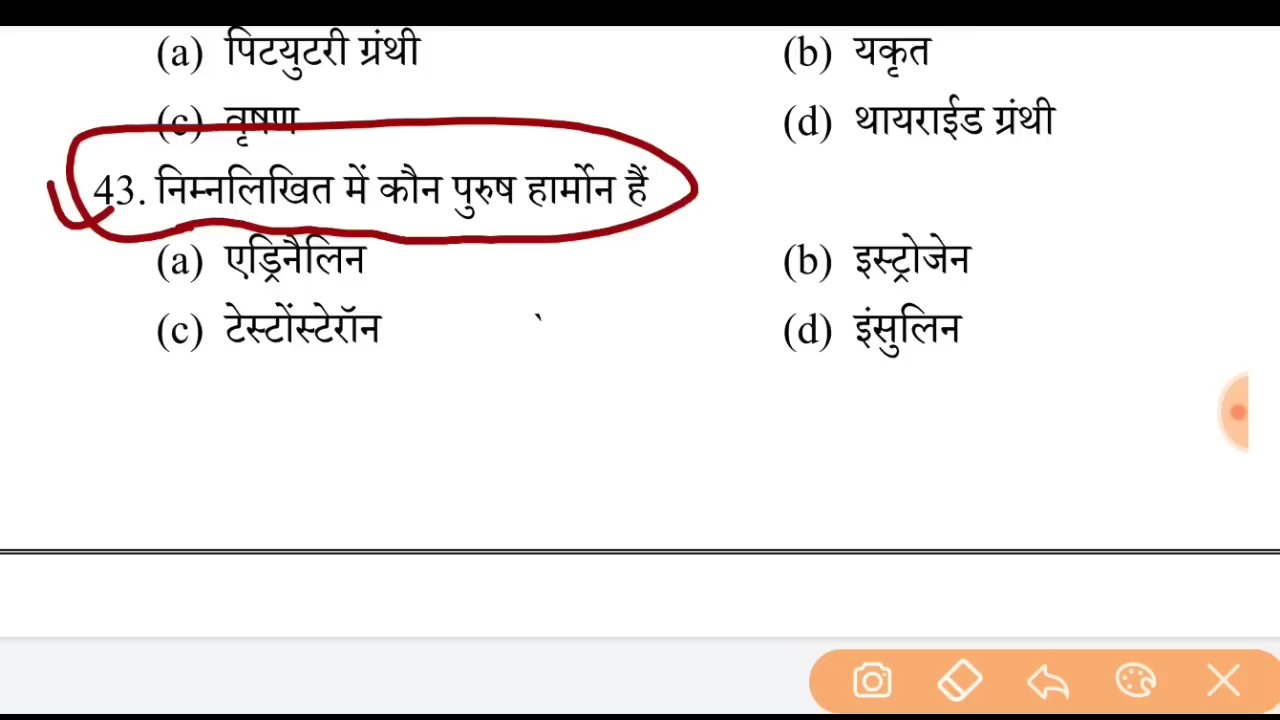 (a) पिटयुटरी ग्रंथी (b) यकृत
(c) वृषण (d) थायराईड ग्रंथी
43. निम्नलिखित में कौन पुरुष हार्मोन हैं
(a) एड्रिनैलिन (b) इस्ट्रोजेन
(c) टेस्टोंस्टेरॉन (d) इंसुलिन